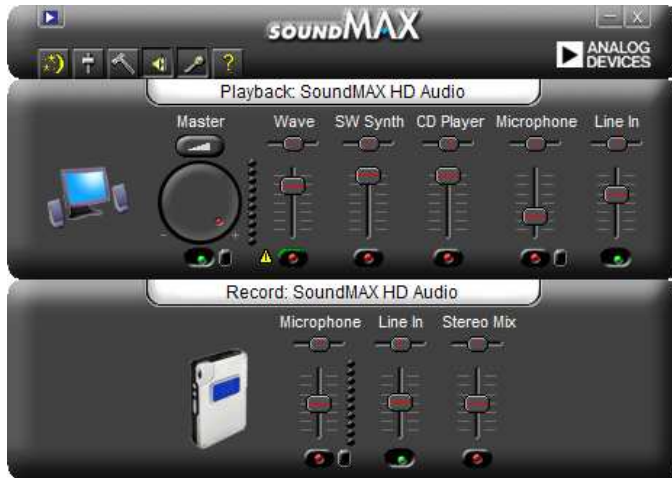 soundMAX
X
ANALOG
DEVICES
?
Playback: SoundMAX HD Audio
Master Wave SW Synth CD Player Microphone Line In
- +
Record: SoundMAX HD Audio
Microphone Line In Stereo Mix